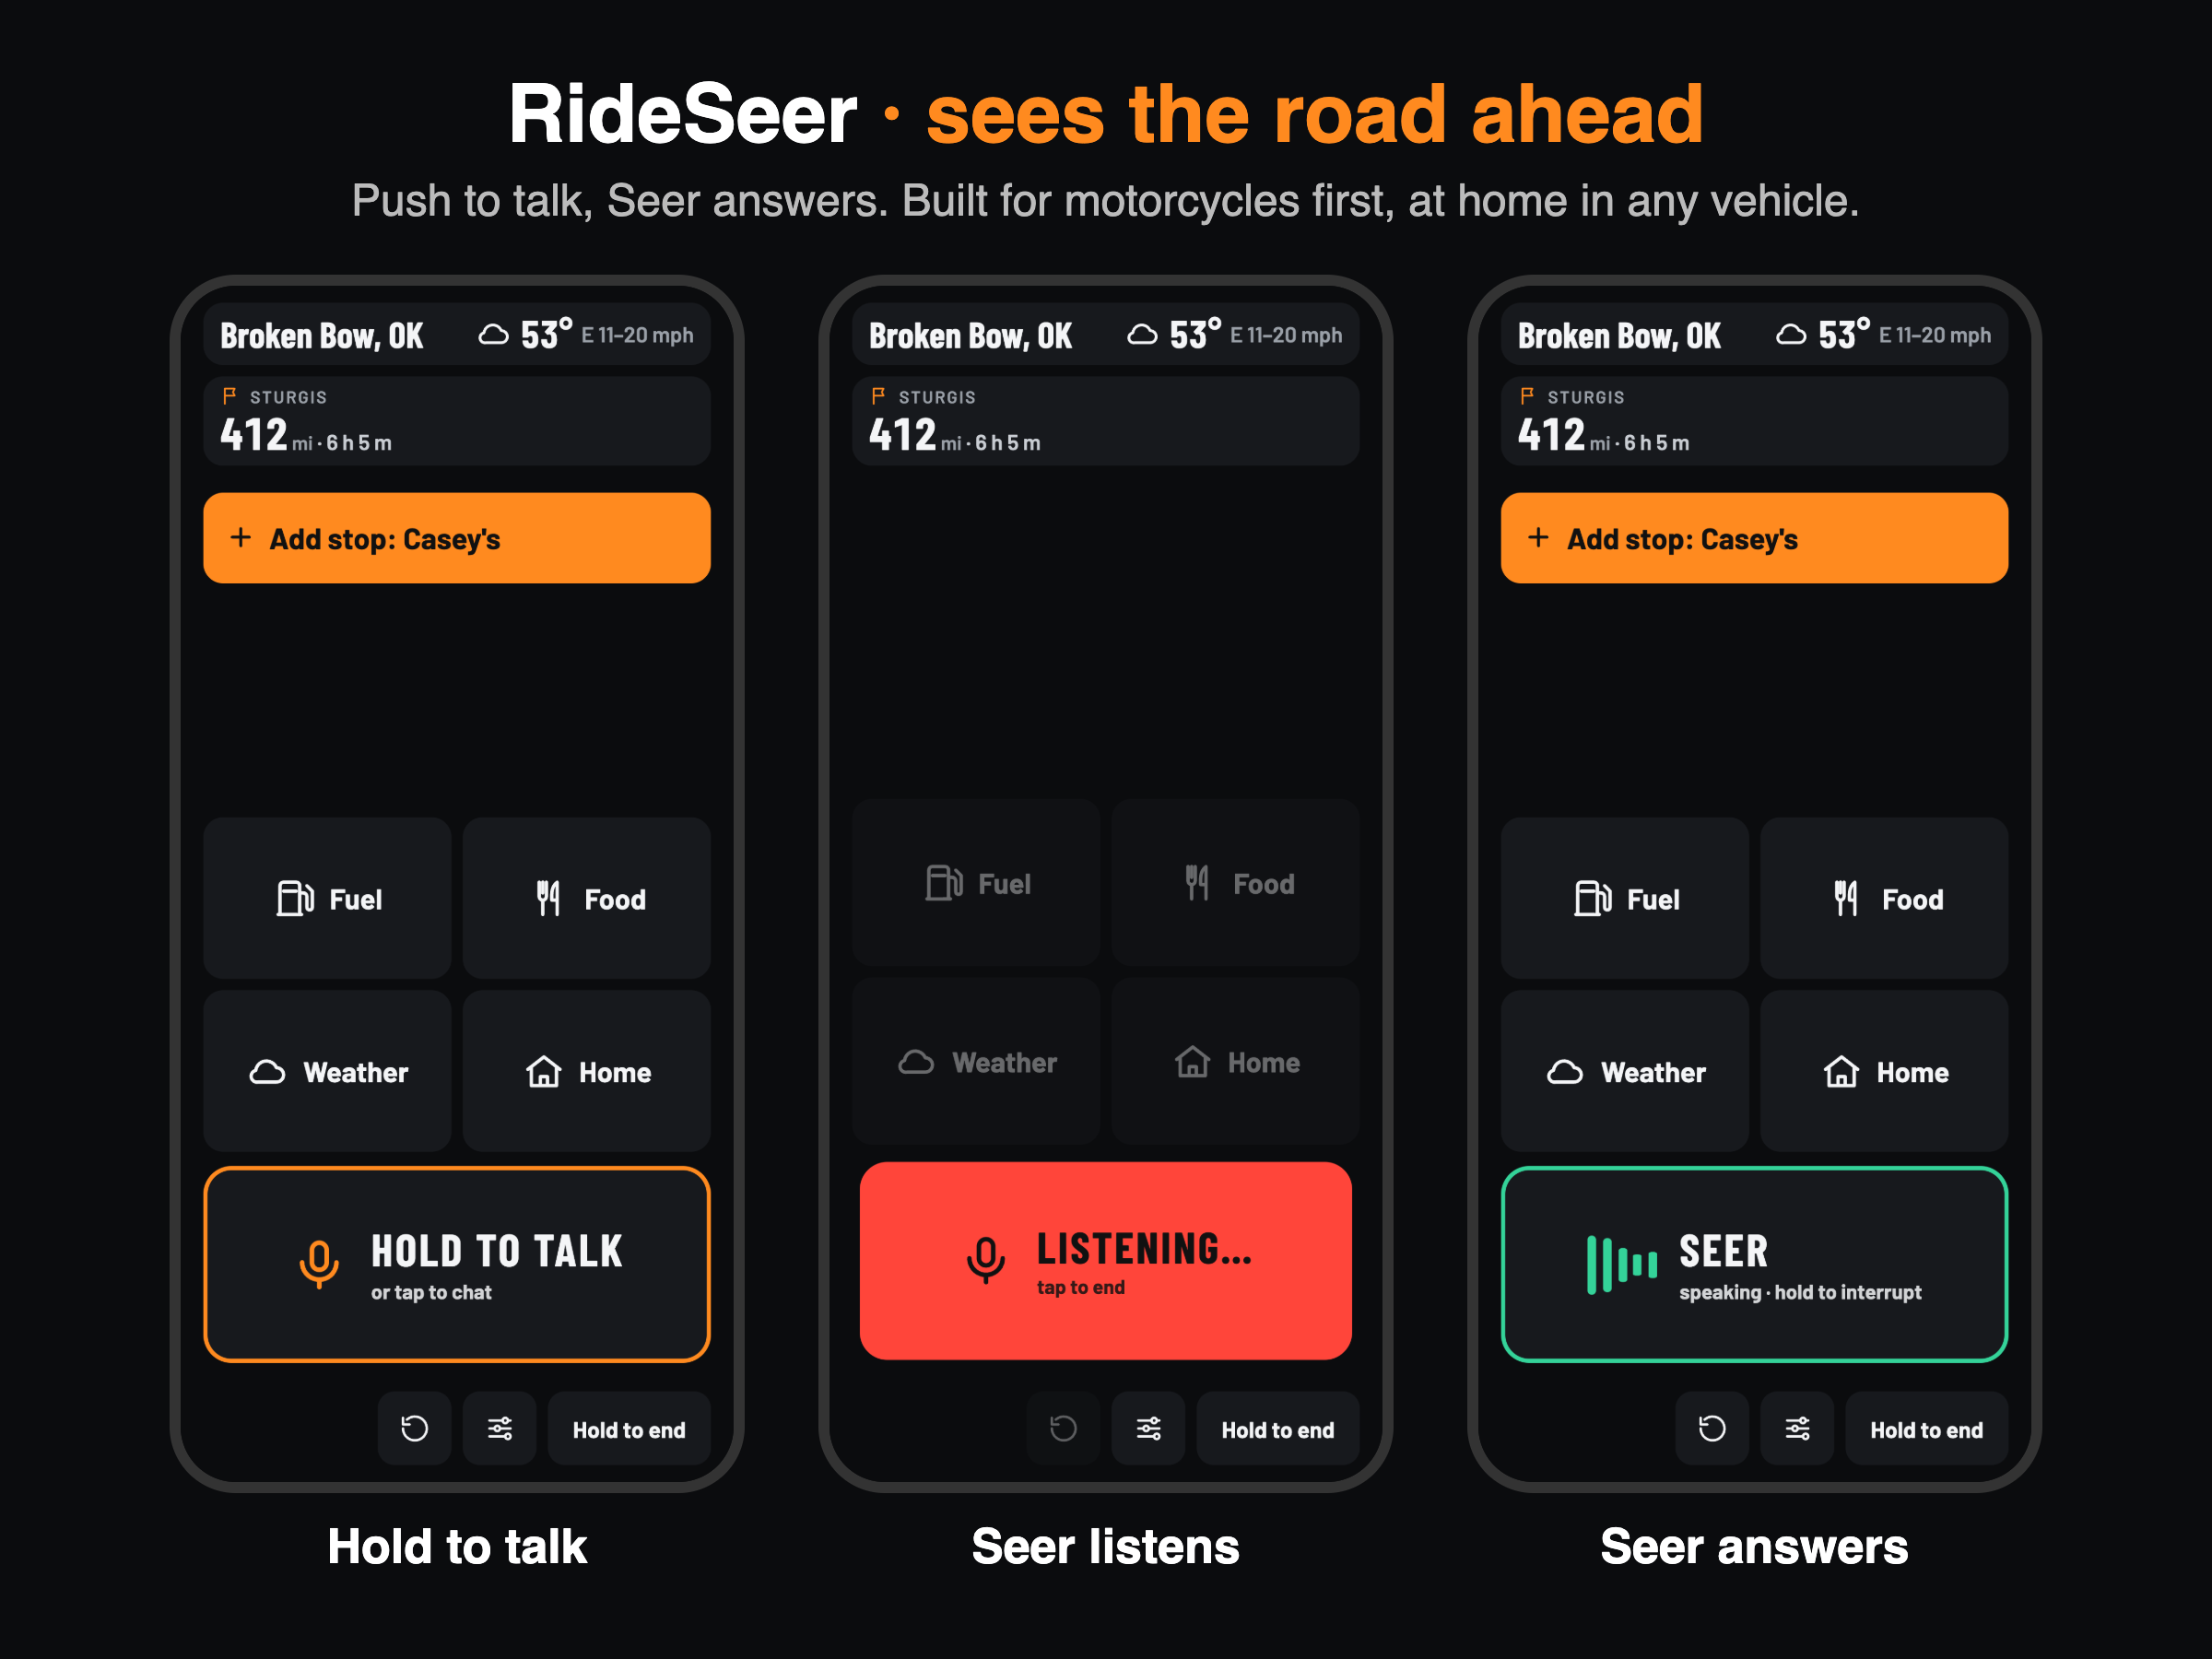 RideSeer · sees the road ahead
Push to talk, Seer answers. Built for motorcycles first, at home in any vehicle.
Broken Bow, OK 53° E 11–20 mph
STURGIS
412 mi · 6 h 5 m
+ Add stop: Casey's
Fuel Food
Weather Home
HOLD TO TALK
or tap to chat
Hold to end
Hold to talk
Broken Bow, OK 53° E 11–20 mph
STURGIS
412 mi · 6 h 5 m
Fuel Food
Weather Home
LISTENING...
tap to end
Hold to end
Seer listens
Broken Bow, OK 53° E 11–20 mph
STURGIS
412 mi · 6 h 5 m
+ Add stop: Casey's
Fuel Food
Weather Home
SEER
speaking · hold to interrupt
Hold to end
Seer answers